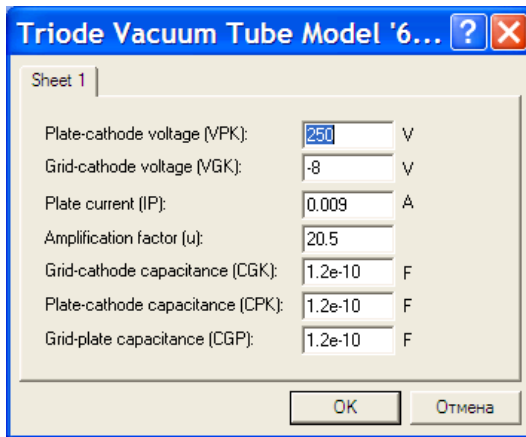 Triode Vacuum Tube Model '6...
Sheet 1
Plate-cathode voltage (VPK): 250 V
Grid-cathode voltage (VGK): -8 V
Plate current (IP): 0.009 A
Amplification factor (u): 20.5
Grid-cathode capacitance (CGK): 1.2e-10 F
Plate-cathode capacitance (CPK): 1.2e-10 F
Grid-plate capacitance (CGP): 1.2e-10 F
OK Отмена